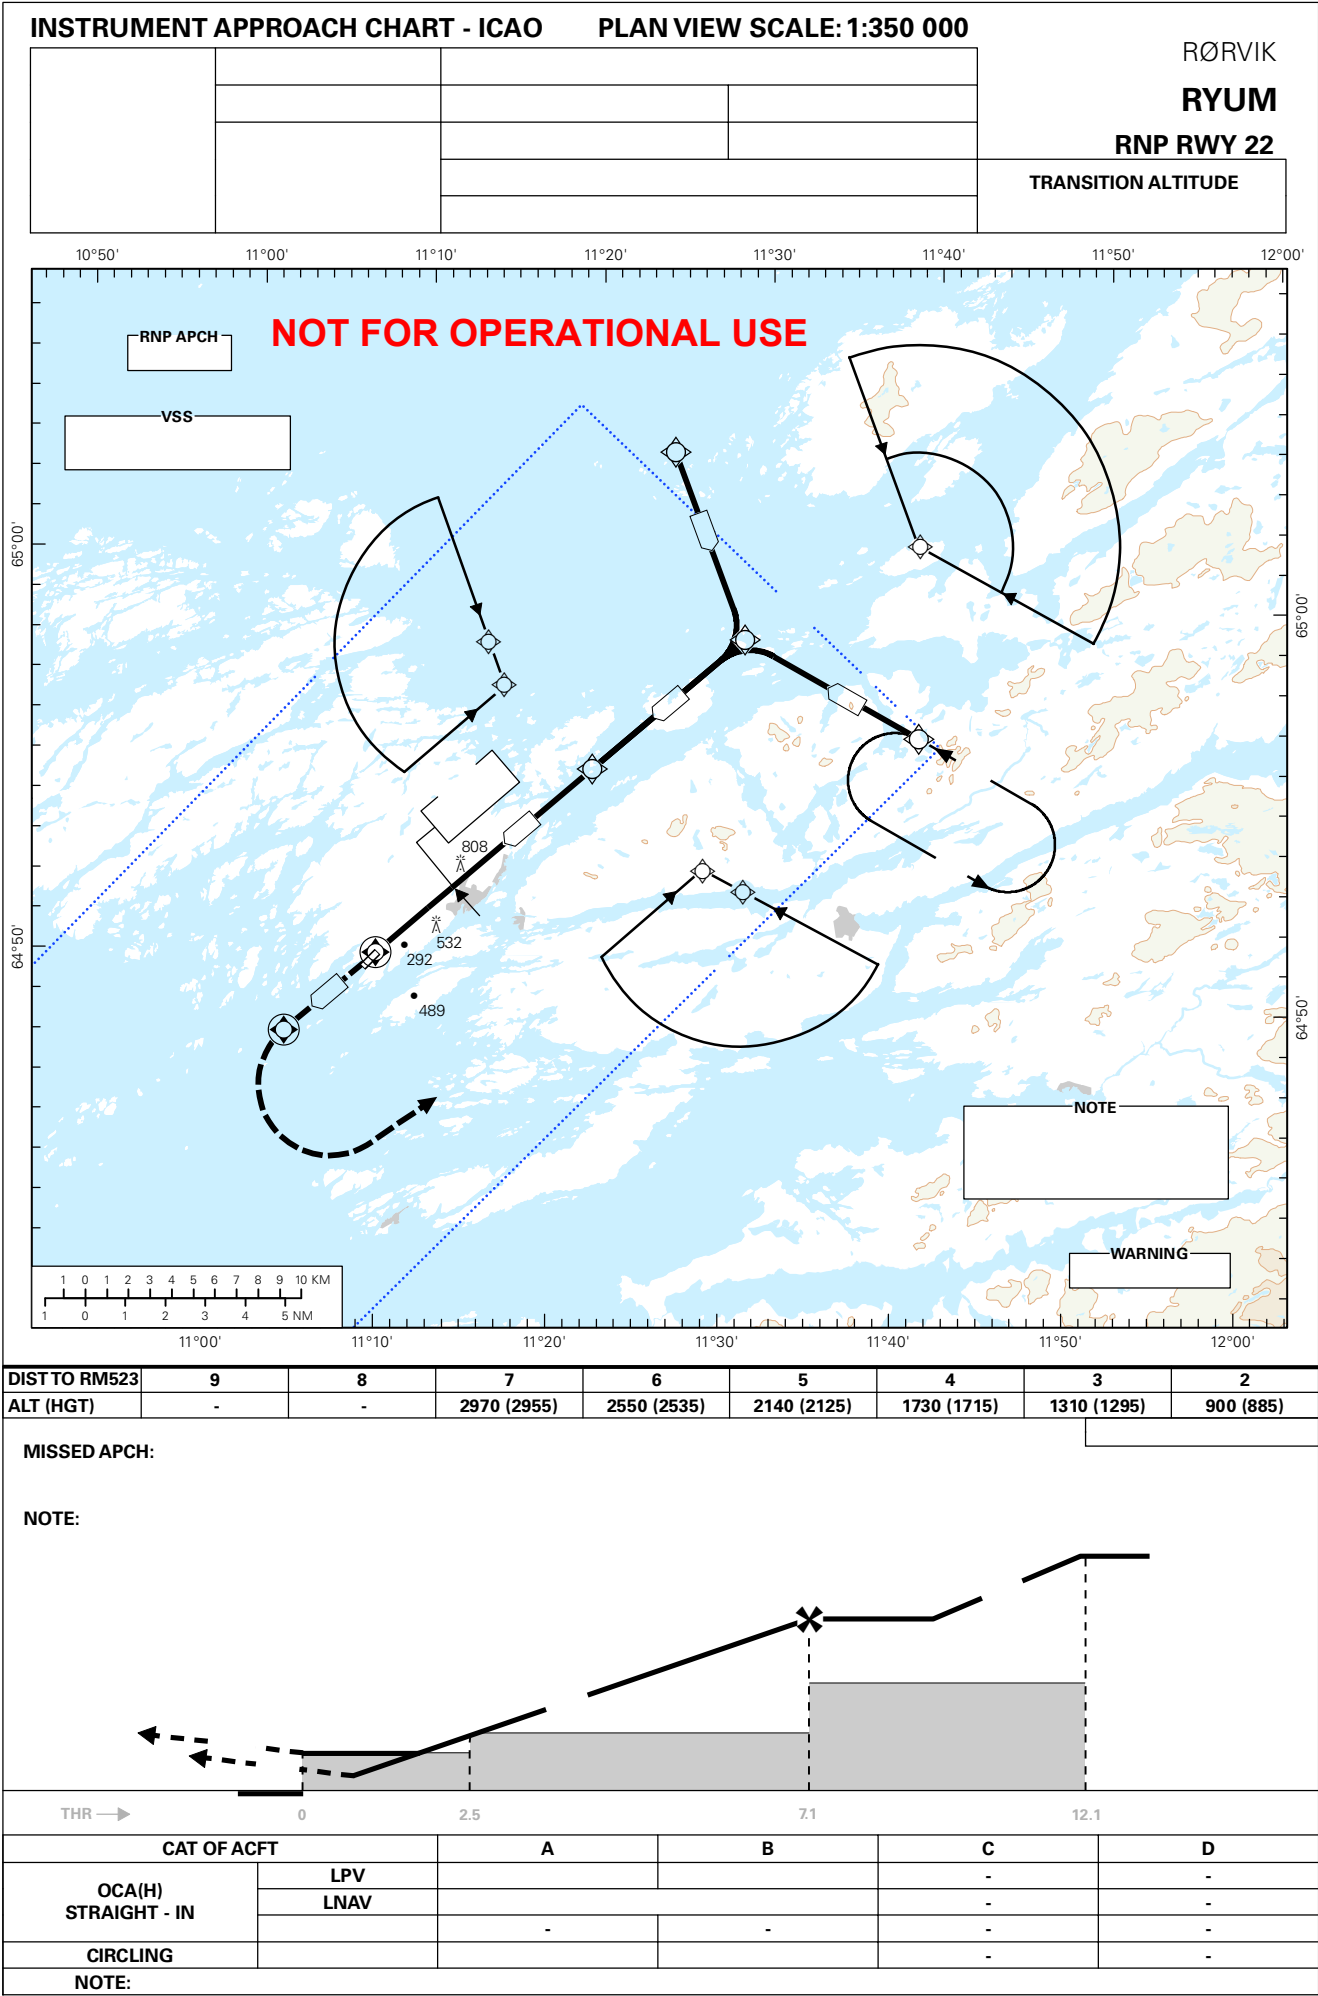 INSTRUMENT APPROACH CHART - ICAO PLAN VIEW SCALE: 1:350 000
RØRVIK
RYUM
RNP RWY 22
TRANSITION ALTITUDE
10°50' 11°00' 11°10' 11°20' 11°30' 11°40' 11°50' 12°00'
NOT FOR OPERATIONAL USE
RNP APCH
VSS
65°00'
65°00'
808
532
292
64°50'
489
64°50'
NOTE
WARNING
1 0 1 2 3 4 5 6 7 8 9 10 KM
1 0 1 2 3 4 5 NM
11°00' 11°10' 11°20' 11°30' 11°40' 11°50' 12°00'
DIST TO RM523 9 8 7 6 5 4 3 2
ALT (HGT) - - 2970 (2955) 2550 (2535) 2140 (2125) 1730 (1715) 1310 (1295) 900 (885)
MISSED APCH:
NOTE:
THR 0 2.5 7.1 12.1
CAT OF ACFT A B C D
OCA(H)
STRAIGHT - IN
LPV - -
LNAV - -
- - - -
CIRCLING - -
NOTE: